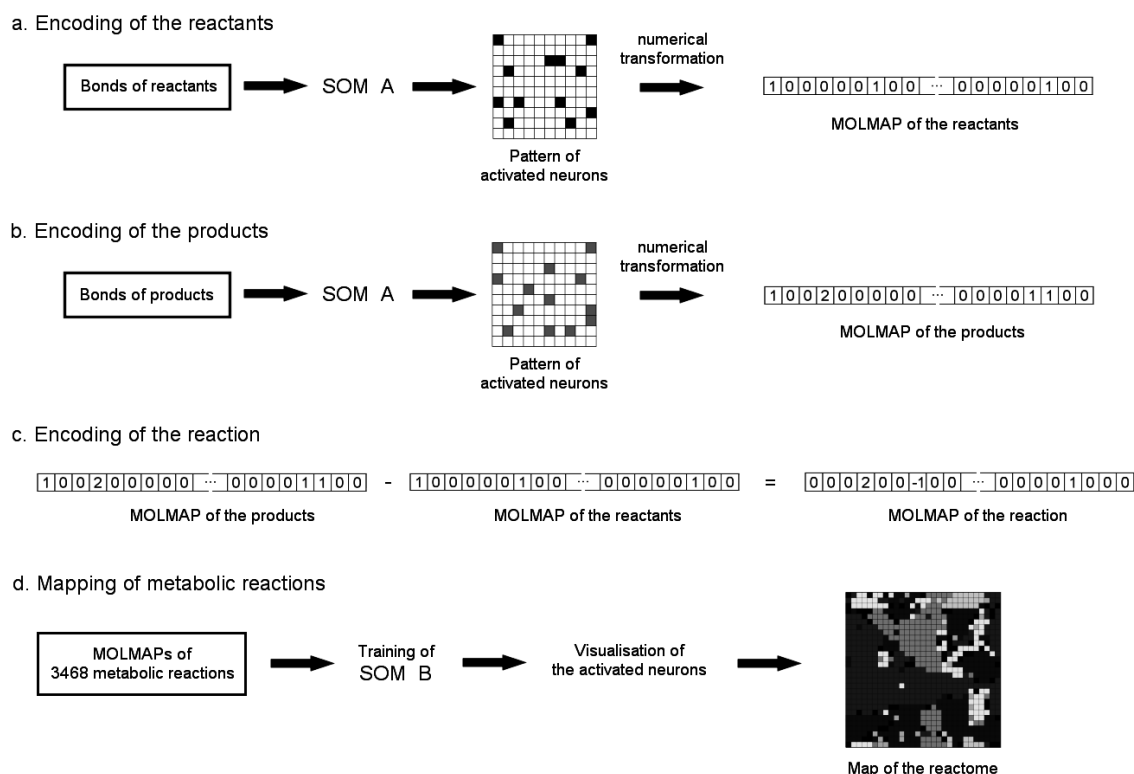 a. Encoding of the reactants
Bonds of reactants
SOM A
Pattern of
activated neurons
numerical
transformation
1 0 0 0 0 0 1 0 0 ... 0 0 0 0 0 1 0 0
MOLMAP of the reactants
b. Encoding of the products
Bonds of products
SOM A
Pattern of
activated neurons
numerical
transformation
1 0 0 2 0 0 0 0 0 ... 0 0 0 0 1 1 0 0
MOLMAP of the products
c. Encoding of the reaction
1 0 0 2 0 0 0 0 0 ... 0 0 0 0 1 1 0 0 - 1 0 0 0 0 0 1 0 0 ... 0 0 0 0 0 1 0 0 = 0 0 0 2 0 0 -1 0 0 ... 0 0 0 0 1 0 0 0
MOLMAP of the products
MOLMAP of the reactants
MOLMAP of the reaction
d. Mapping of metabolic reactions
MOLMAPs of
3468 metabolic reactions
Training of
SOM B
Visualisation of
the activated neurons
Map of the reactome